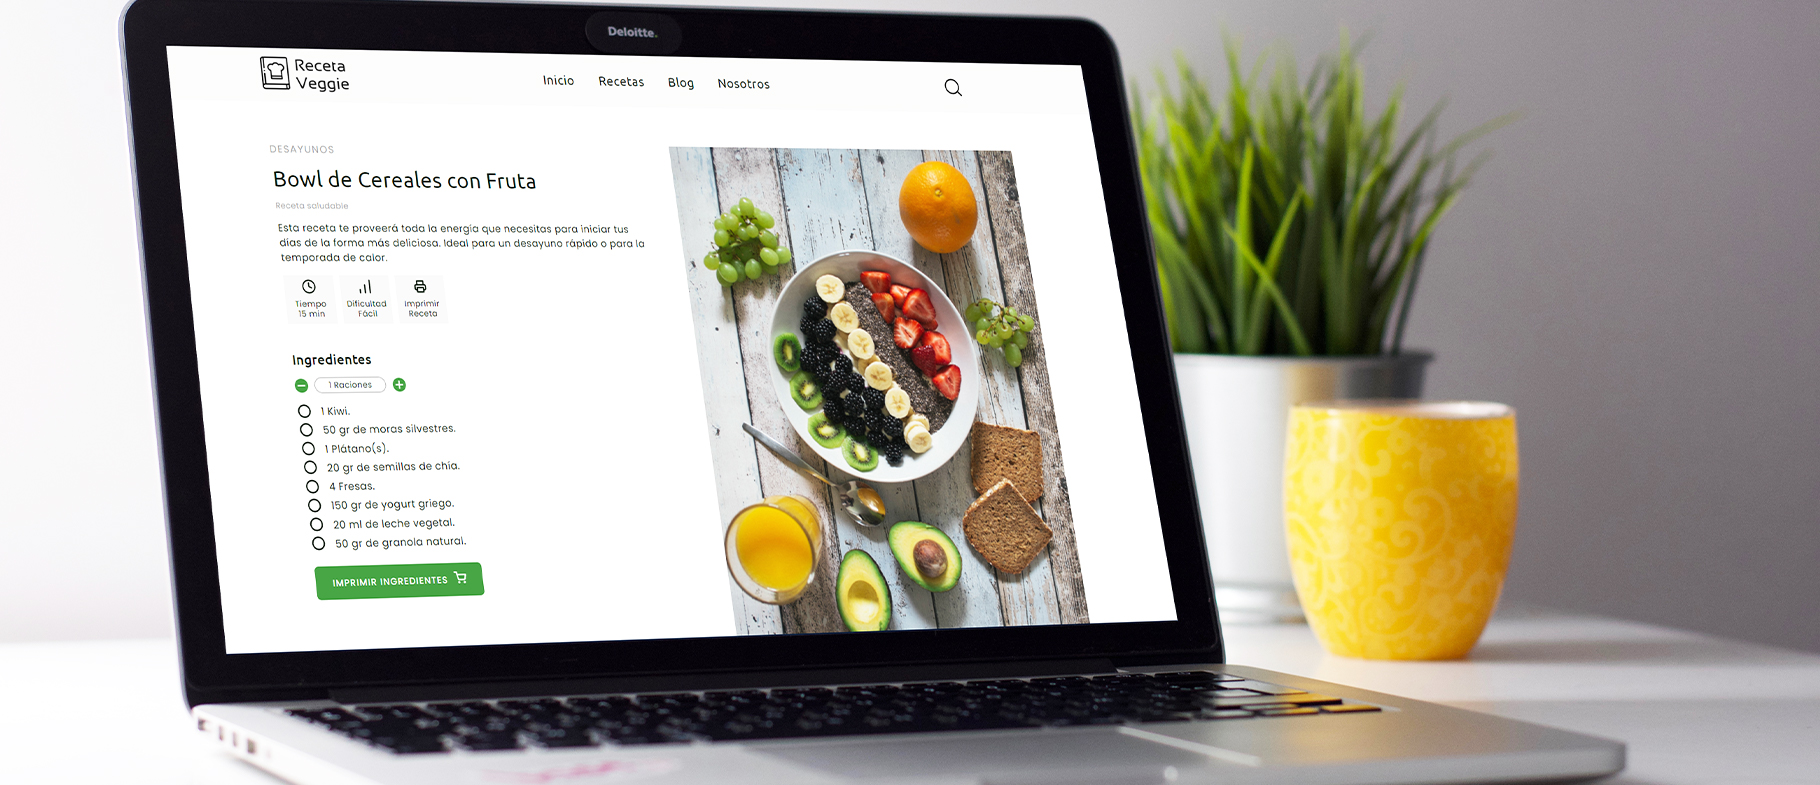 Deloitte.
Receta
Veggie
Inicio Recetas Blog Nosotros
DESAYUNOS
Bowl de Cereales con Fruta
Receta saludable
Esta receta te proveerá toda la energía que necesitas para iniciar tus
días de la forma más deliciosa. Ideal para un desayuno rápido o para la
temporada de calor.
Tiempo
15 min
Dificultad
Fácil
Imprimir
Receta
Ingredientes
1 Raciones
1 Kiwi.
50 gr de moras silvestres.
1 Plátano(s).
20 gr de semillas de chía.
4 Fresas.
150 gr de yogurt griego.
20 ml de leche vegetal.
50 gr de granola natural.
IMPRIMIR INGREDIENTES